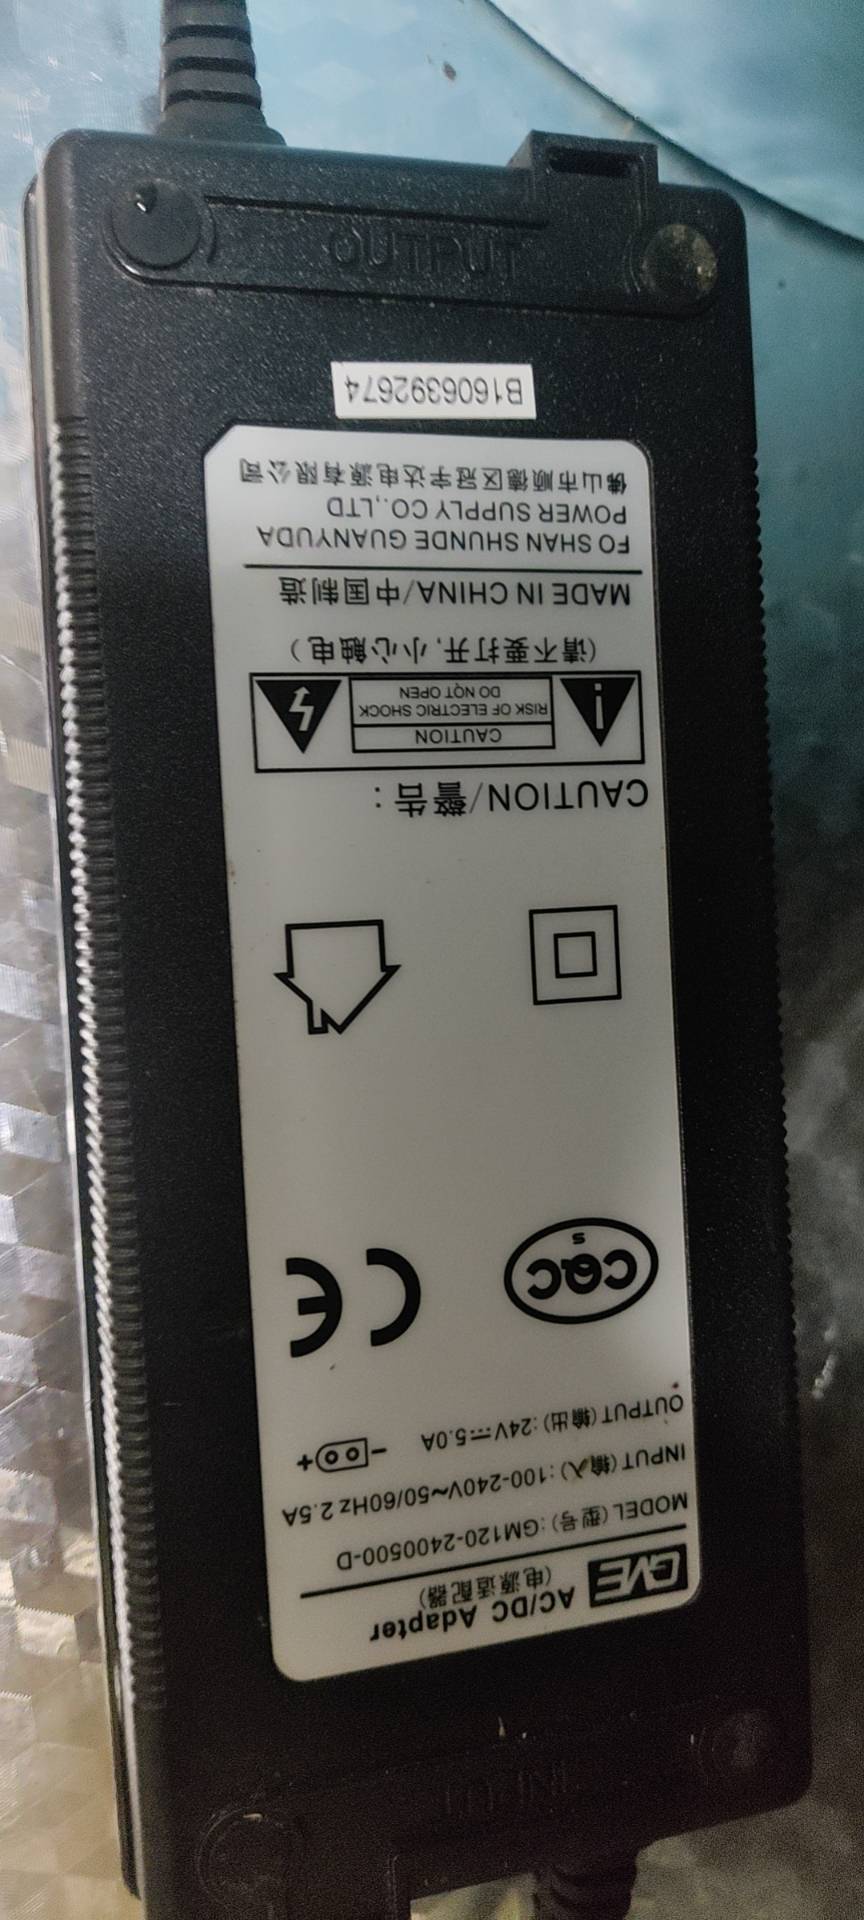 INPUT
GVE
AC/DC Adapter
(电源适配器)
MODEL(型号):GM120-2400500-D
INPUT(输入):100-240V~50/60Hz 2.5A
OUTPUT(输出):24V⎓5.0A
− +
CQC
S
CE
CAUTION/警告:
CAUTION
RISK OF ELECTRIC SHOCK
DO NOT OPEN
(请不要打开,小心触电)
MADE IN CHINA/中国制造
FO SHAN SHUNDE GUANYUDA
POWER SUPPLY CO.,LTD
佛山市顺德区冠宇达电源有限公司
B1606392674
OUTPUT